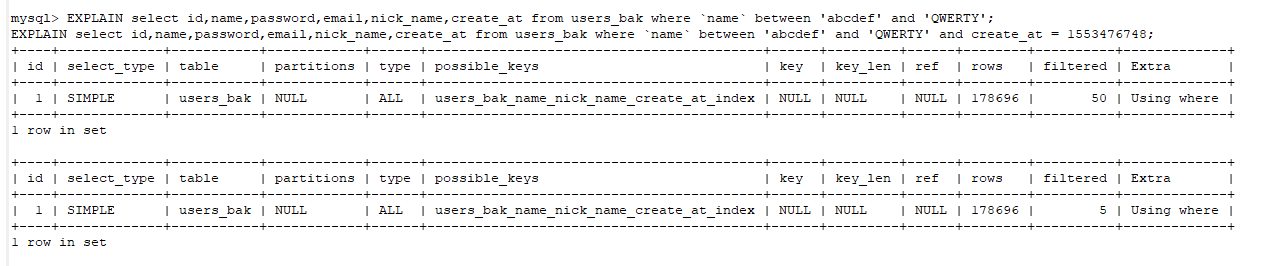 mysql> EXPLAIN select id,name,password,email,nick_name,create_at from users_bak where `name` between 'abcdef' and 'QWERTY';
EXPLAIN select id,name,password,email,nick_name,create_at from users_bak where `name` between 'abcdef' and 'QWERTY' and create_at = 1553476748;
+----+-------------+-----------+------------+------+---------------------------------------+------+---------+------+--------+----------+-------------+
| id | select_type | table     | partitions | type | possible_keys                         | key  | key_len | ref  | rows   | filtered | Extra       |
+----+-------------+-----------+------------+------+---------------------------------------+------+---------+------+--------+----------+-------------+
|  1 | SIMPLE      | users_bak | NULL       | ALL  | users_bak_name_nick_name_create_at_index | NULL | NULL    | NULL | 178696 |       50 | Using where |
+----+-------------+-----------+------------+------+---------------------------------------+------+---------+------+--------+----------+-------------+
1 row in set
+----+-------------+-----------+------------+------+---------------------------------------+------+---------+------+--------+----------+-------------+
| id | select_type | table     | partitions | type | possible_keys                         | key  | key_len | ref  | rows   | filtered | Extra       |
+----+-------------+-----------+------------+------+---------------------------------------+------+---------+------+--------+----------+-------------+
|  1 | SIMPLE      | users_bak | NULL       | ALL  | users_bak_name_nick_name_create_at_index | NULL | NULL    | NULL | 178696 |        5 | Using where |
+----+-------------+-----------+------------+------+---------------------------------------+------+---------+------+--------+----------+-------------+
1 row in set